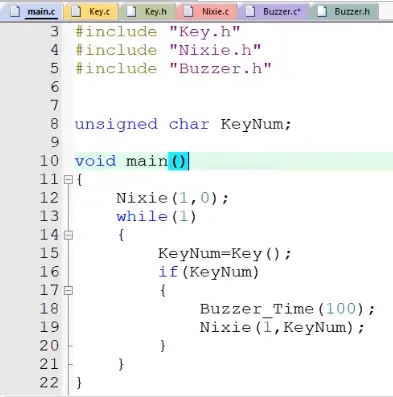 main.c Key.c Key.h Nixie.c Buzzer.c* Buzzer.h
3 #include "Key.h"
4 #include "Nixie.h"
5 #include "Buzzer.h"
6
7
8 unsigned char KeyNum;
9
10 void main()
11 {
12 Nixie(1,0);
13 while(1)
14 {
15 KeyNum=Key();
16 if(KeyNum)
17 {
18 Buzzer_Time(100);
19 Nixie(1,KeyNum);
20 }
21 }
22 }